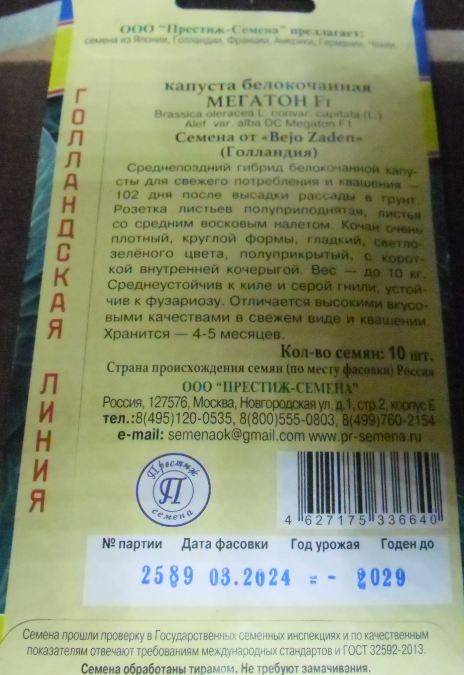 ООО "Престиж-Семена" предлагает:
семена из Японии, Голландии, Франции, Америки, Германии, Чехии.
ГОЛЛАНДСКАЯ ЛИНИЯ
капуста белокочанная
МЕГАТОН F1
Brassica oleracea L. convar. capitata (L.)
Alef. var. alba DC Megaton F1
Семена от «Bejo Zaden»
(Голландия)
Среднепоздний гибрид белокочанной капу-
сты для свежего потребления и квашения —
102 дня после высадки рассады в грунт.
Розетка листьев полуприподнятая, листья
со средним восковым налетом. Кочан очень
плотный, круглой формы, гладкий, светло-
зелёного цвета, полуприкрытый, с корот-
кой внутренней кочерыгой. Вес — до 10 кг.
Среднеустойчив к киле и серой гнили, устой-
чив к фузариозу. Отличается высокими вкусо-
выми качествами в свежем виде и квашении.
Хранится — 4-5 месяцев.
Кол-во семян: 10 шт.
Страна происхождения семян (по месту фасовки) Россия
ООО "ПРЕСТИЖ-СЕМЕНА"
Россия, 127576, Москва, Новгородская ул, д.1, стр.2, корпус Е
тел.:8(495)120-0535, 8(800)555-0803, 8(499)760-2154
e-mail: semenaok@gmail.com www.pr-semena.ru
Престиж
П
семена
4 627175 336640
№ партии Дата фасовки Год урожая Годен до
2589 03.2024 = - 2029
Семена прошли проверку в Государственных семенных инспекциях и по качественным
показателям отвечают требованиям международных стандартов и ГОСТ 32592-2013.
Семена обработаны тирамом. Не требуют замачивания.